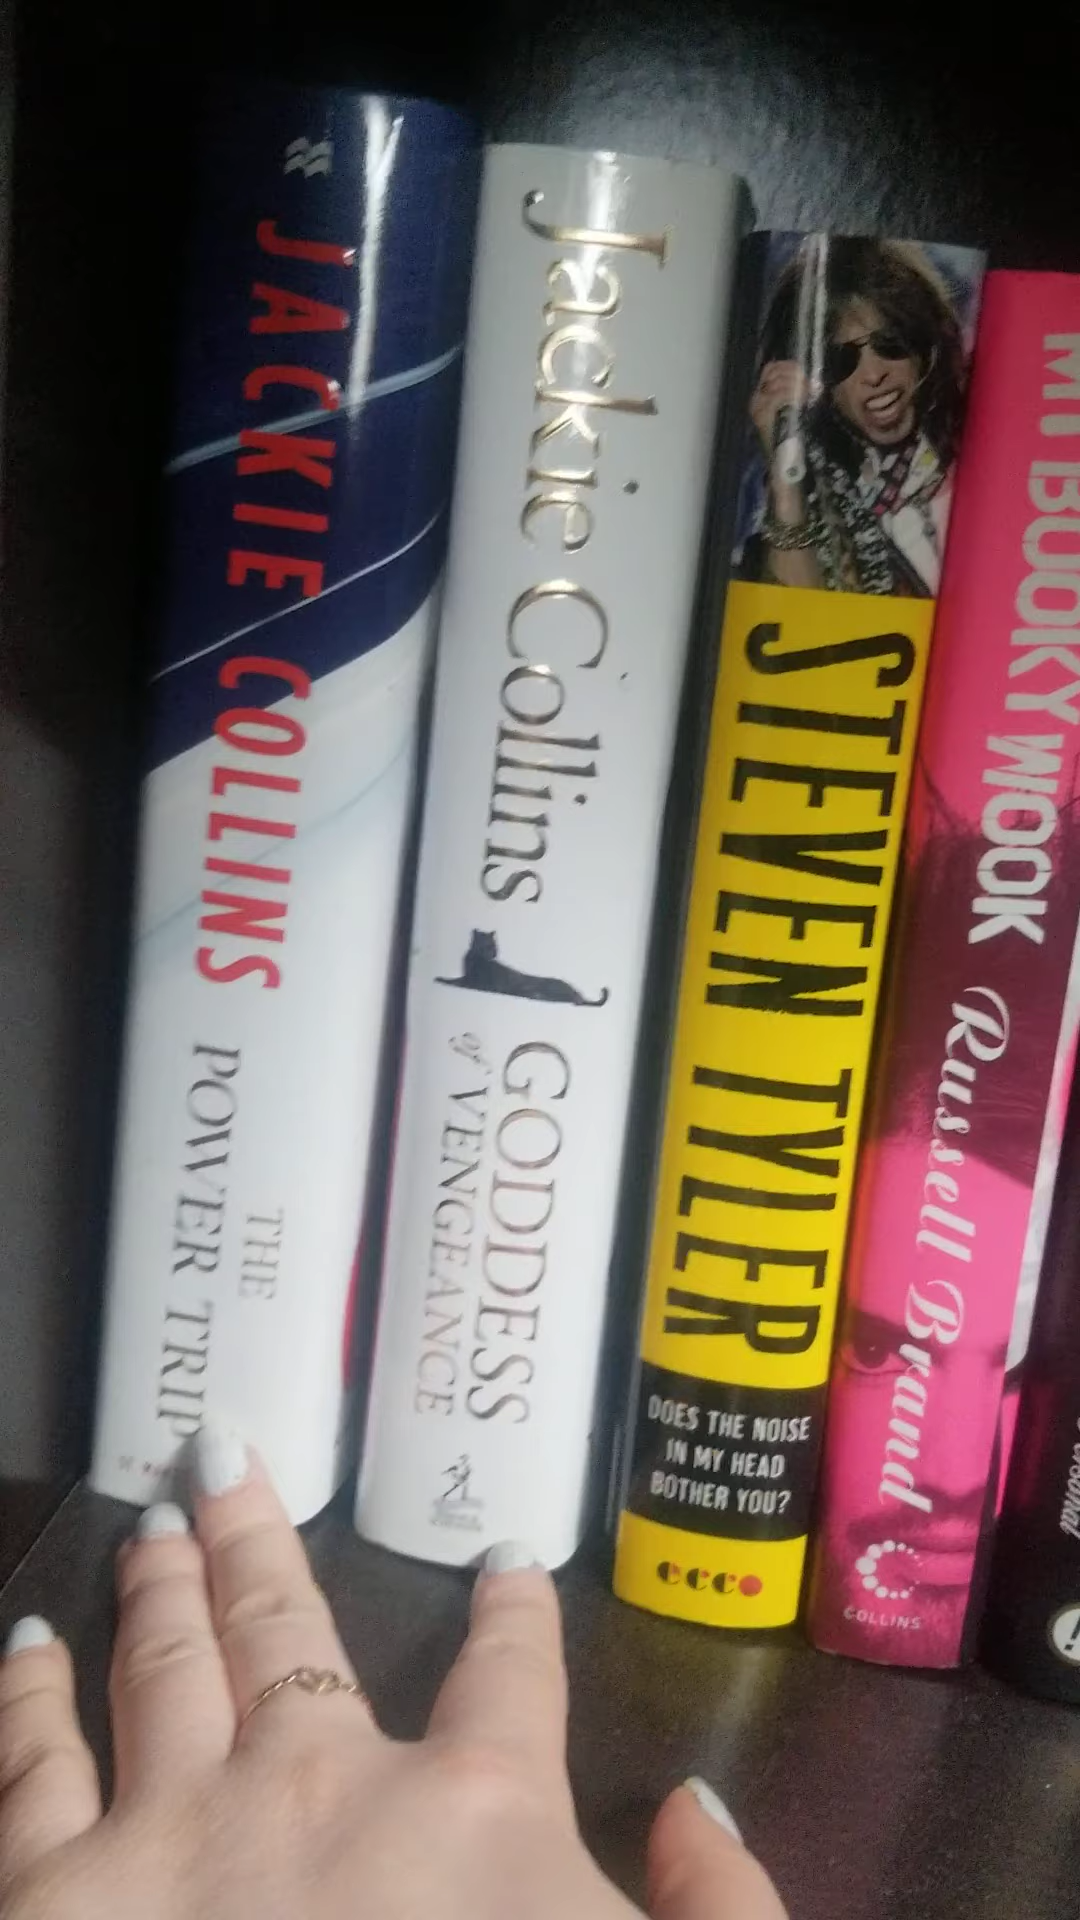 JACKIE COLLINS
THE
POWER TRIP
Jackie Collins
GODDESS
of VENGEANCE
STEVEN TYLER
DOES THE NOISE
IN MY HEAD
BOTHER YOU?
ecco
MY BOOKY WOOK Russell Brand
COLLINS